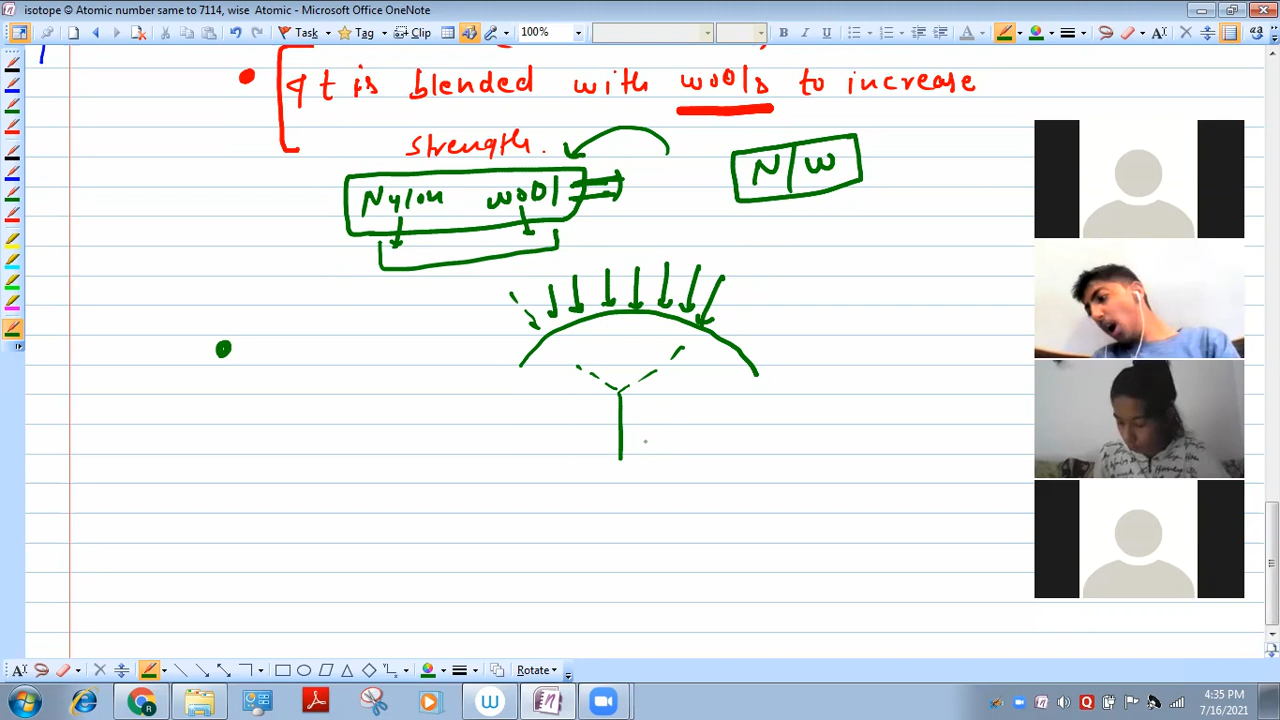 isotope © Atomic number same to 7114, wise  Atomic - Microsoft Office OneNote
Task
Tag
Clip
100%
B I U
It is blended with wools to increase
strength.
Nylon wool
N W
Rotate
4:35 PM
7/16/2021